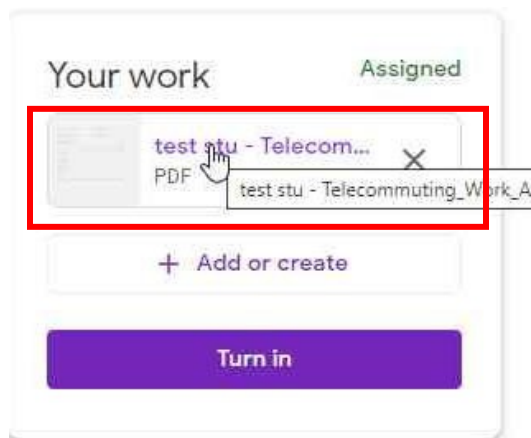 Your work
Assigned
test stu - Telecom...
PDF
test stu - Telecommuting_Work_A
+ Add or create
Turn in